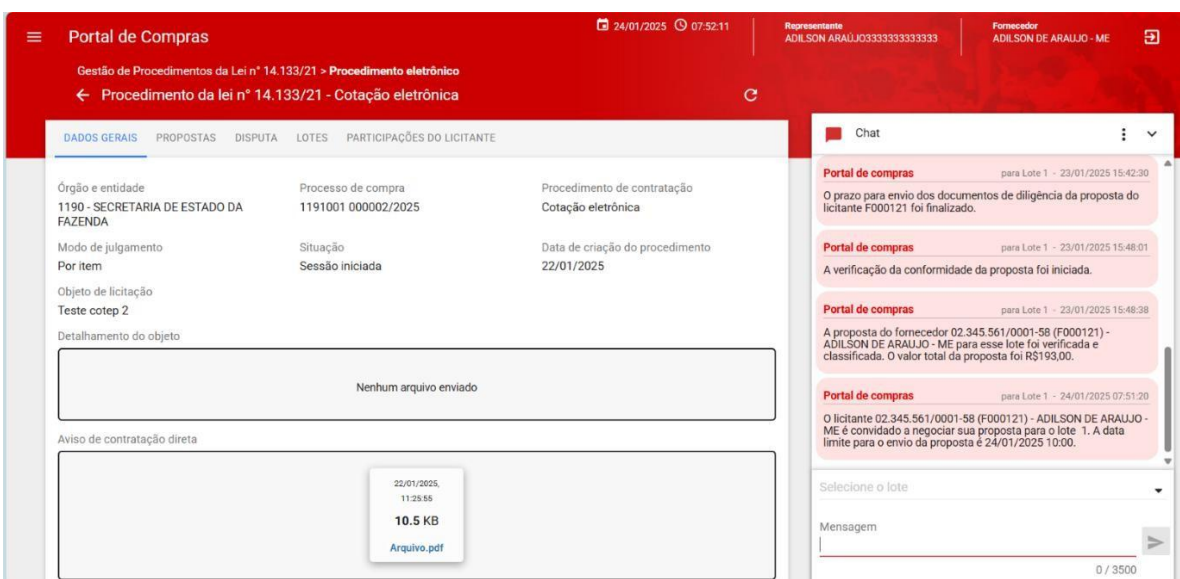 Portal de Compras
24/01/2025 07:52:11
Representante
ADILSON ARAÚJO3333333333333
Fornecedor
ADILSON DE ARAUJO - ME
Gestão de Procedimentos da Lei n° 14.133/21 > Procedimento eletrônico
Procedimento da lei n° 14.133/21 - Cotação eletrônica
DADOS GERAIS PROPOSTAS DISPUTA LOTES PARTICIPAÇÕES DO LICITANTE
Órgão e entidade
1190 - SECRETARIA DE ESTADO DA
FAZENDA
Processo de compra
1191001 000002/2025
Procedimento de contratação
Cotação eletrônica
Modo de julgamento
Por item
Situação
Sessão iniciada
Data de criação do procedimento
22/01/2025
Objeto de licitação
Teste cotep 2
Detalhamento do objeto
Nenhum arquivo enviado
Aviso de contratação direta
22/01/2025,
11:25:55
10.5 KB
Arquivo.pdf
Chat
Portal de compras para Lote 1 - 23/01/2025 15:42:30
O prazo para envio dos documentos de diligência da proposta do
licitante F000121 foi finalizado.
Portal de compras para Lote 1 - 23/01/2025 15:48:01
A verificação da conformidade da proposta foi iniciada.
Portal de compras para Lote 1 - 23/01/2025 15:48:38
A proposta do fornecedor 02.345.561/0001-58 (F000121) -
ADILSON DE ARAUJO - ME para esse lote foi verificada e
classificada. O valor total da proposta foi R$193,00.
Portal de compras para Lote 1 - 24/01/2025 07:51:20
O licitante 02.345.561/0001-58 (F000121) - ADILSON DE ARAUJO -
ME é convidado a negociar sua proposta para o lote 1. A data
limite para o envio da proposta é 24/01/2025 10:00.
Selecione o lote
Mensagem
0 / 3500